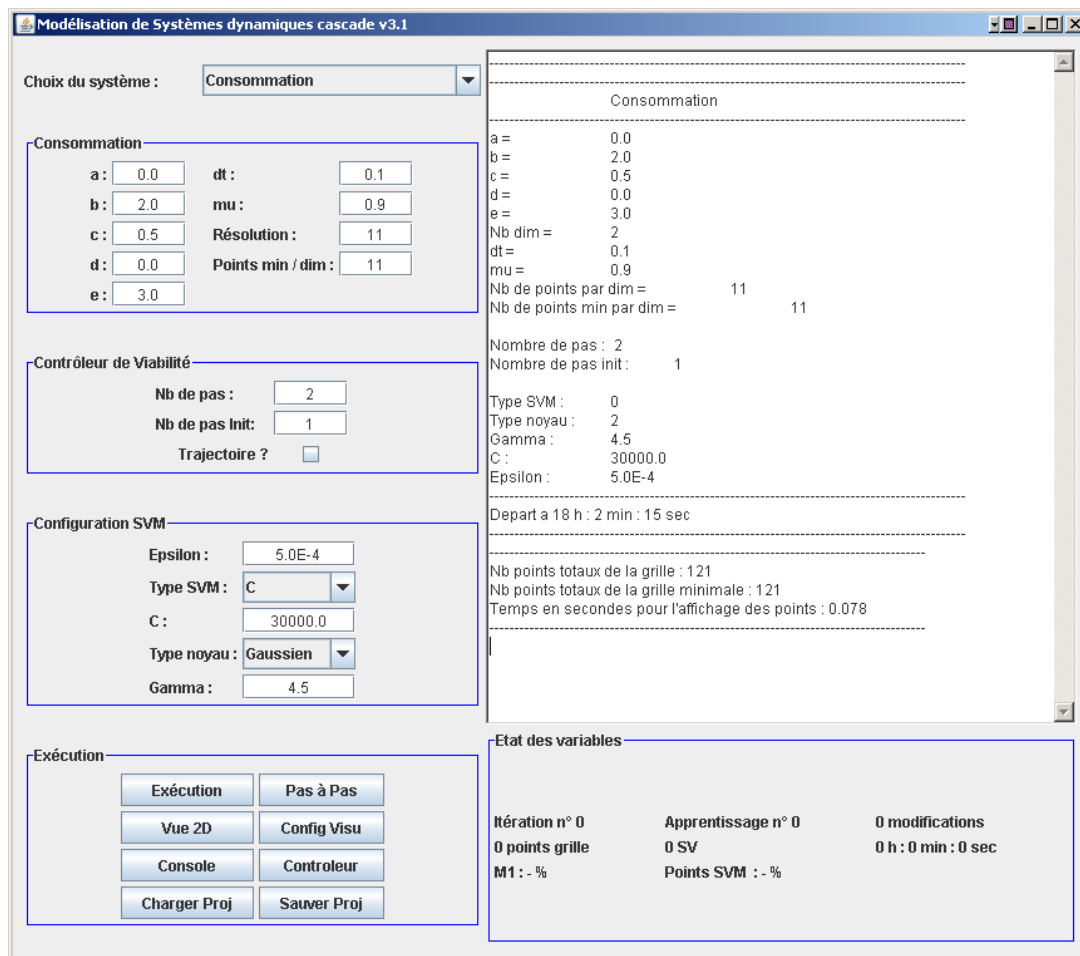 Modélisation de Systèmes dynamiques cascade v3.1
Choix du système : Consommation
Consommation
a : 0.0 dt : 0.1
b : 2.0 mu : 0.9
c : 0.5 Résolution : 11
d : 0.0 Points min / dim : 11
e : 3.0
Contrôleur de Viabilité
Nb de pas : 2
Nb de pas Init: 1
Trajectoire ?
Configuration SVM
Epsilon : 5.0E-4
Type SVM : C
C : 30000.0
Type noyau : Gaussien
Gamma : 4.5
Exécution
Exécution Pas à Pas
Vue 2D Config Visu
Console Controleur
Charger Proj Sauver Proj
--------------------
--------------------
Consommation
--------------------
a = 0.0
b = 2.0
c = 0.5
d = 0.0
e = 3.0
Nb dim = 2
dt = 0.1
mu = 0.9
Nb de points par dim = 11
Nb de points min par dim = 11
Nombre de pas : 2
Nombre de pas init : 1
Type SVM : 0
Type noyau : 2
Gamma : 4.5
C : 30000.0
Epsilon : 5.0E-4
--------------------
Depart a 18 h : 2 min : 15 sec
--------------------
--------------------
Nb points totaux de la grille : 121
Nb points totaux de la grille minimale : 121
Temps en secondes pour l'affichage des points : 0.078
--------------------
Etat des variables
Itération n° 0 Apprentissage n° 0 0 modifications
0 points grille 0 SV 0 h : 0 min : 0 sec
M1 : - % Points SVM : - %